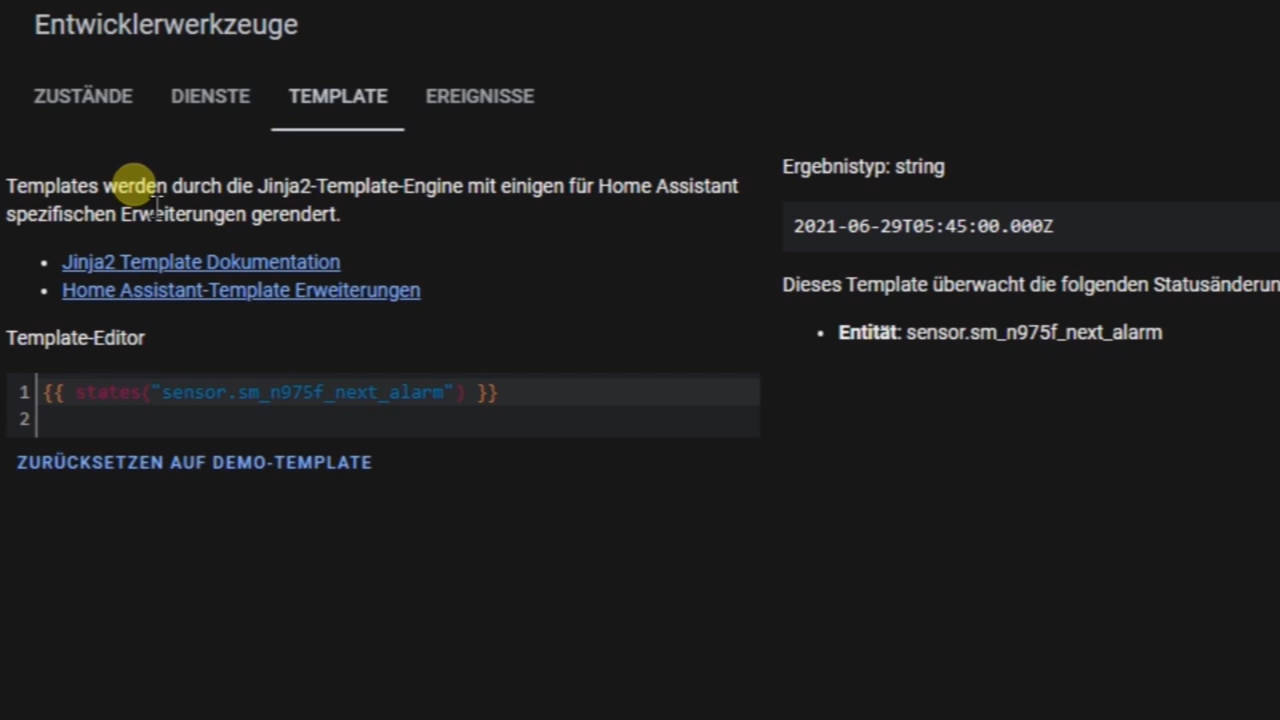 Entwicklerwerkzeuge
ZUSTÄNDE DIENSTE TEMPLATE EREIGNISSE
Templates werden durch die Jinja2-Template-Engine mit einigen für Home Assistant
spezifischen Erweiterungen gerendert.
• Jinja2 Template Dokumentation
• Home Assistant-Template Erweiterungen
Template-Editor
1 {{ states("sensor.sm_n975f_next_alarm") }}
2
ZURÜCKSETZEN AUF DEMO-TEMPLATE
Ergebnistyp: string
2021-06-29T05:45:00.000Z
Dieses Template überwacht die folgenden Statusänderun
• Entität: sensor.sm_n975f_next_alarm